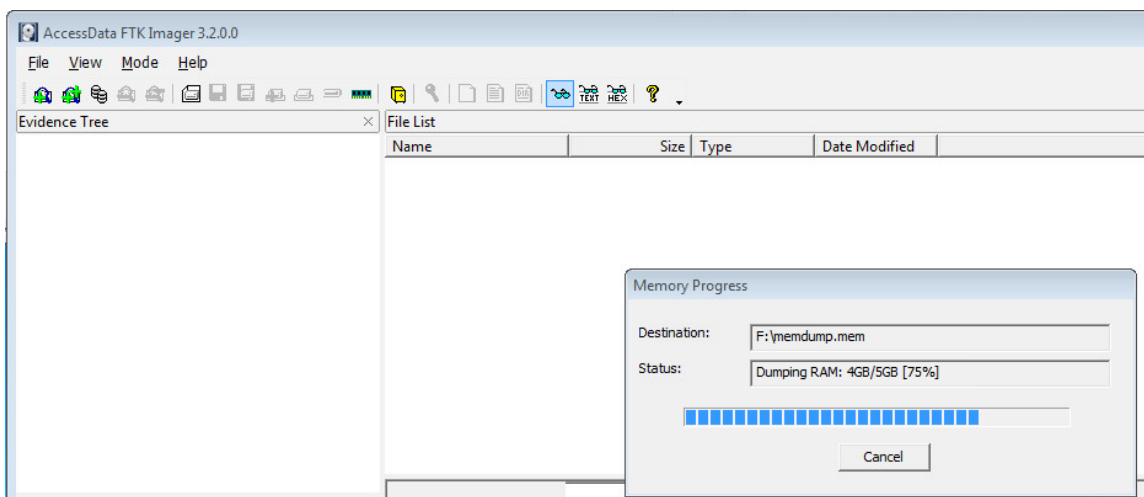 AccessData FTK Imager 3.2.0.0
File View Mode Help
TEXT HEX
Evidence Tree
File List
Name Size Type Date Modified
Memory Progress
Destination: F:\memdump.mem
Status: Dumping RAM: 4GB/5GB [75%]
Cancel